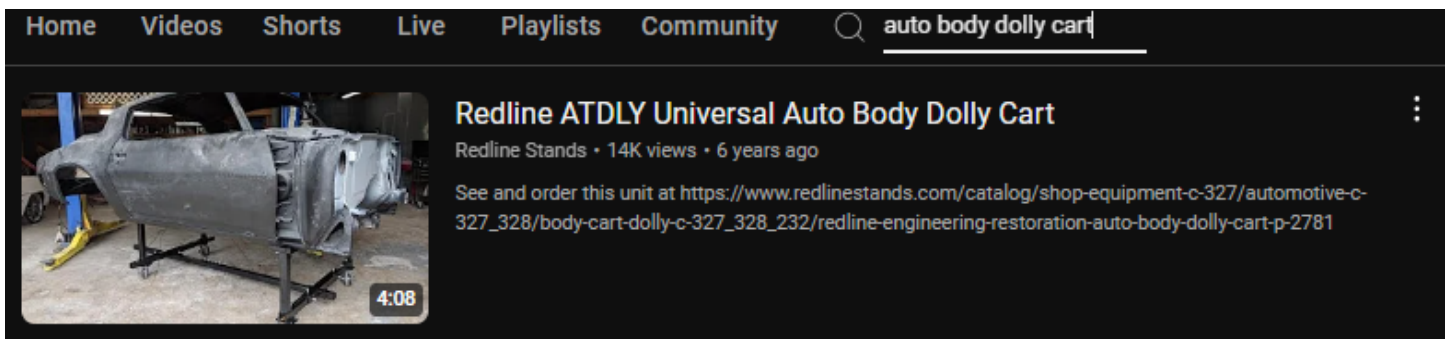 Home Videos Shorts Live Playlists Community auto body dolly cart
Redline ATDLY Universal Auto Body Dolly Cart
Redline Stands • 14K views • 6 years ago
See and order this unit at https://www.redlinestands.com/catalog/shop-equipment-c-327/automotive-c-
327_328/body-cart-dolly-c-327_328_232/redline-engineering-restoration-auto-body-dolly-cart-p-2781
4:08